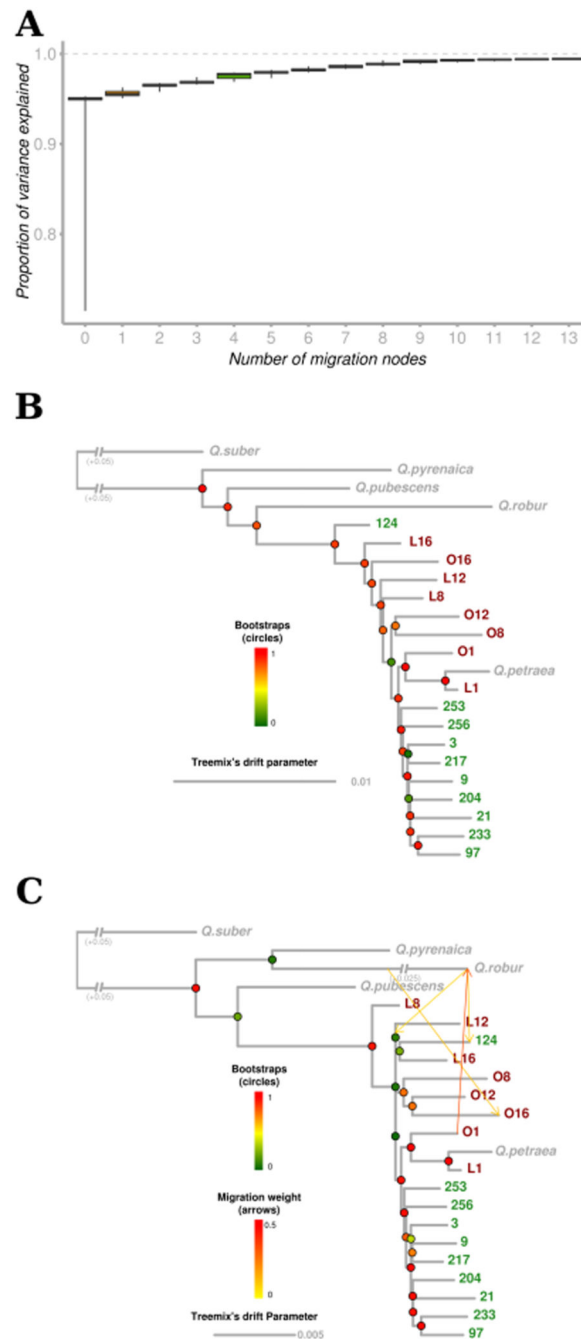 A
1.0
0.9
0.8
Proportion of variance explained
0 1 2 3 4 5 6 7 8 9 10 11 12 13
Number of migration nodes
B
Q.suber
(+0.05)
Q.pyrenaica
(+0.05)
Q.pubescens
Q.robur
124
L16
O16
L12
L8
Bootstraps
(circles)
1
0
O12
O8
O1
Q.petraea
L1
253
256
3
217
Treemix's drift parameter
0.01
9
204
21
233
97
C
Q.suber
(+0.05)
Q.pyrenaica
Q.robur
(+0.025)
(+0.05)
Q.pubescens
L8
L12
124
L16
Bootstraps
(circles)
1
0
O8
O12
O16
O1
Q.petraea
L1
253
256
Migration weight
(arrows)
0.5
0
3
9
217
204
21
233
97
Treemix's drift Parameter
0.005